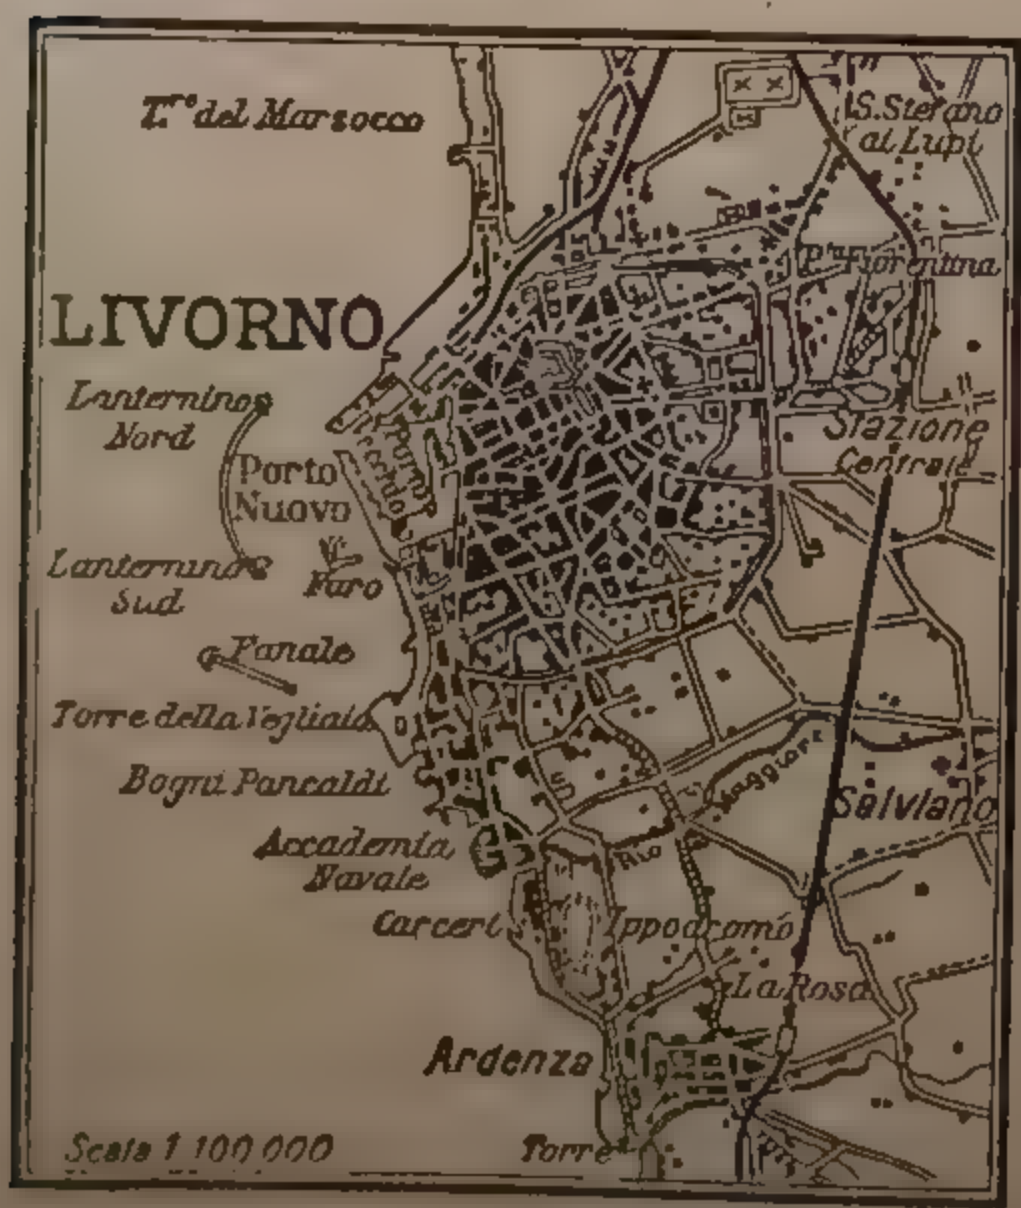 T.re del Marzocco
S. Stefano
ai Lupi
P.ta Fiorentina
LIVORNO
Lanternino
Nord
Stazione
Centrale
Porto
Nuovo
Porto
Vecchio
Lanternino
Sud
Faro
Fanale
Torre della Vegliaia
Bagni Pancaldi
Maggiore
Salviano
Accademia
Navale
Rio
Carceri
Ippodromo
La Rosa
Ardenza
Scala 1:100 000
Torre